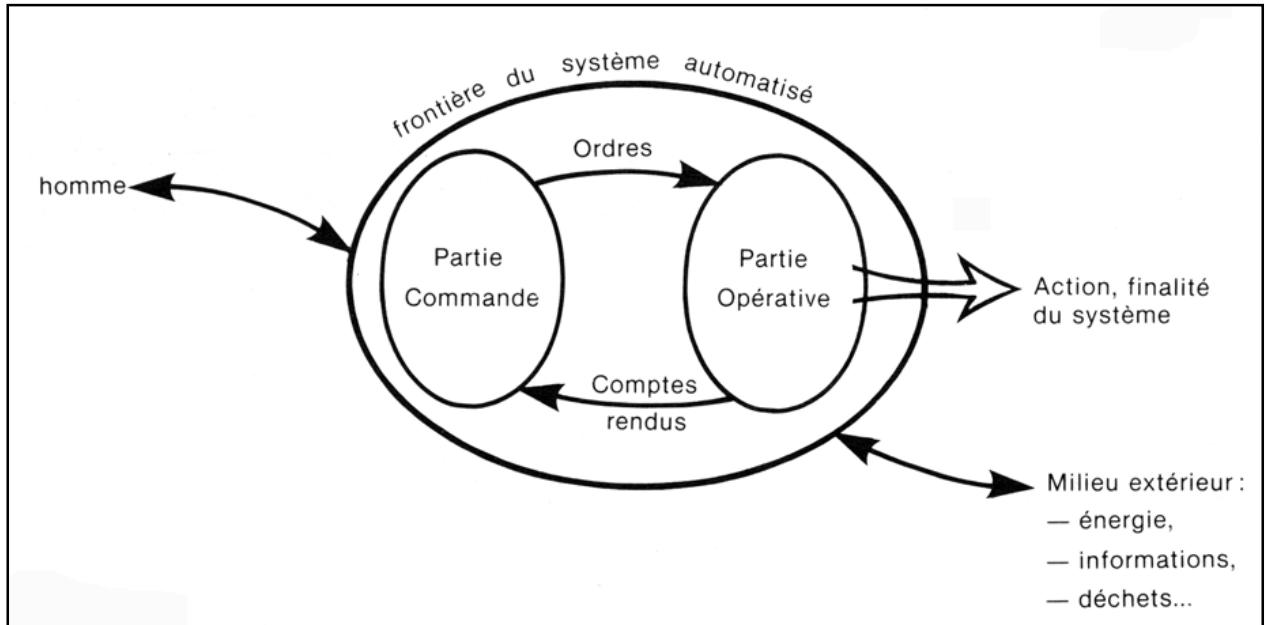 frontière du système automatisé
Ordres
homme
Partie
Commande
Partie
Opérative
Action, finalité
du système
Comptes
rendus
Milieu extérieur :
— énergie,
— informations,
— déchets...